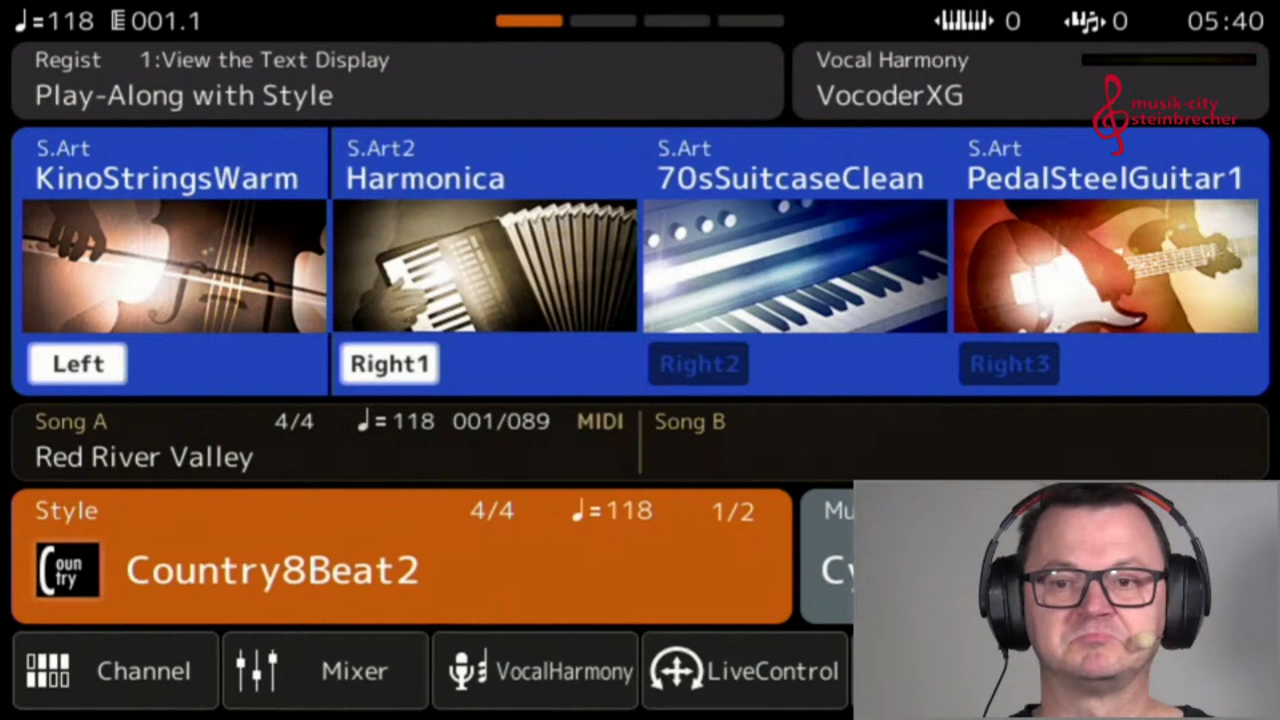 ♩=118 001.1 0 0 05:40
Regist 1:View the Text Display
Play-Along with Style
Vocal Harmony
VocoderXG
musik-city
steinbrecher
S.Art
KinoStringsWarm
S.Art2
Harmonica
S.Art
70sSuitcaseClean
S.Art
PedalSteelGuitar1
Left Right1 Right2 Right3
Song A 4/4 ♩=118 001/089 MIDI Song B
Red River Valley
Style 4/4 ♩=118 1/2
Country
Country8Beat2
Mu
Cy
Channel Mixer VocalHarmony LiveControl